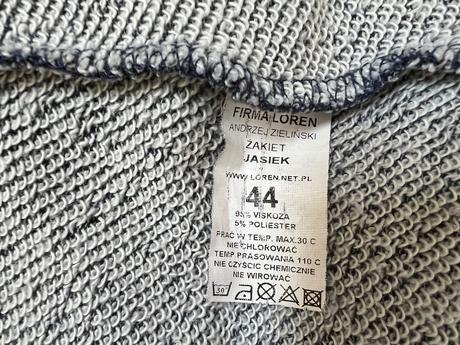 FIRMA LOREN
ANDRZEJ ZIELIŃSKI
ŻAKIET
JASIEK
WWW.LOREN.NET.PL
44
95% VISKOZA
5% POLIESTER
PRAĆ W TEMP. MAX.30 C
NIE CHLOROWAĆ
TEMP.PRASOWANIA 110 C
NIE CZYŚCIĆ CHEMICZNIE
NIE WIROWAĆ
30